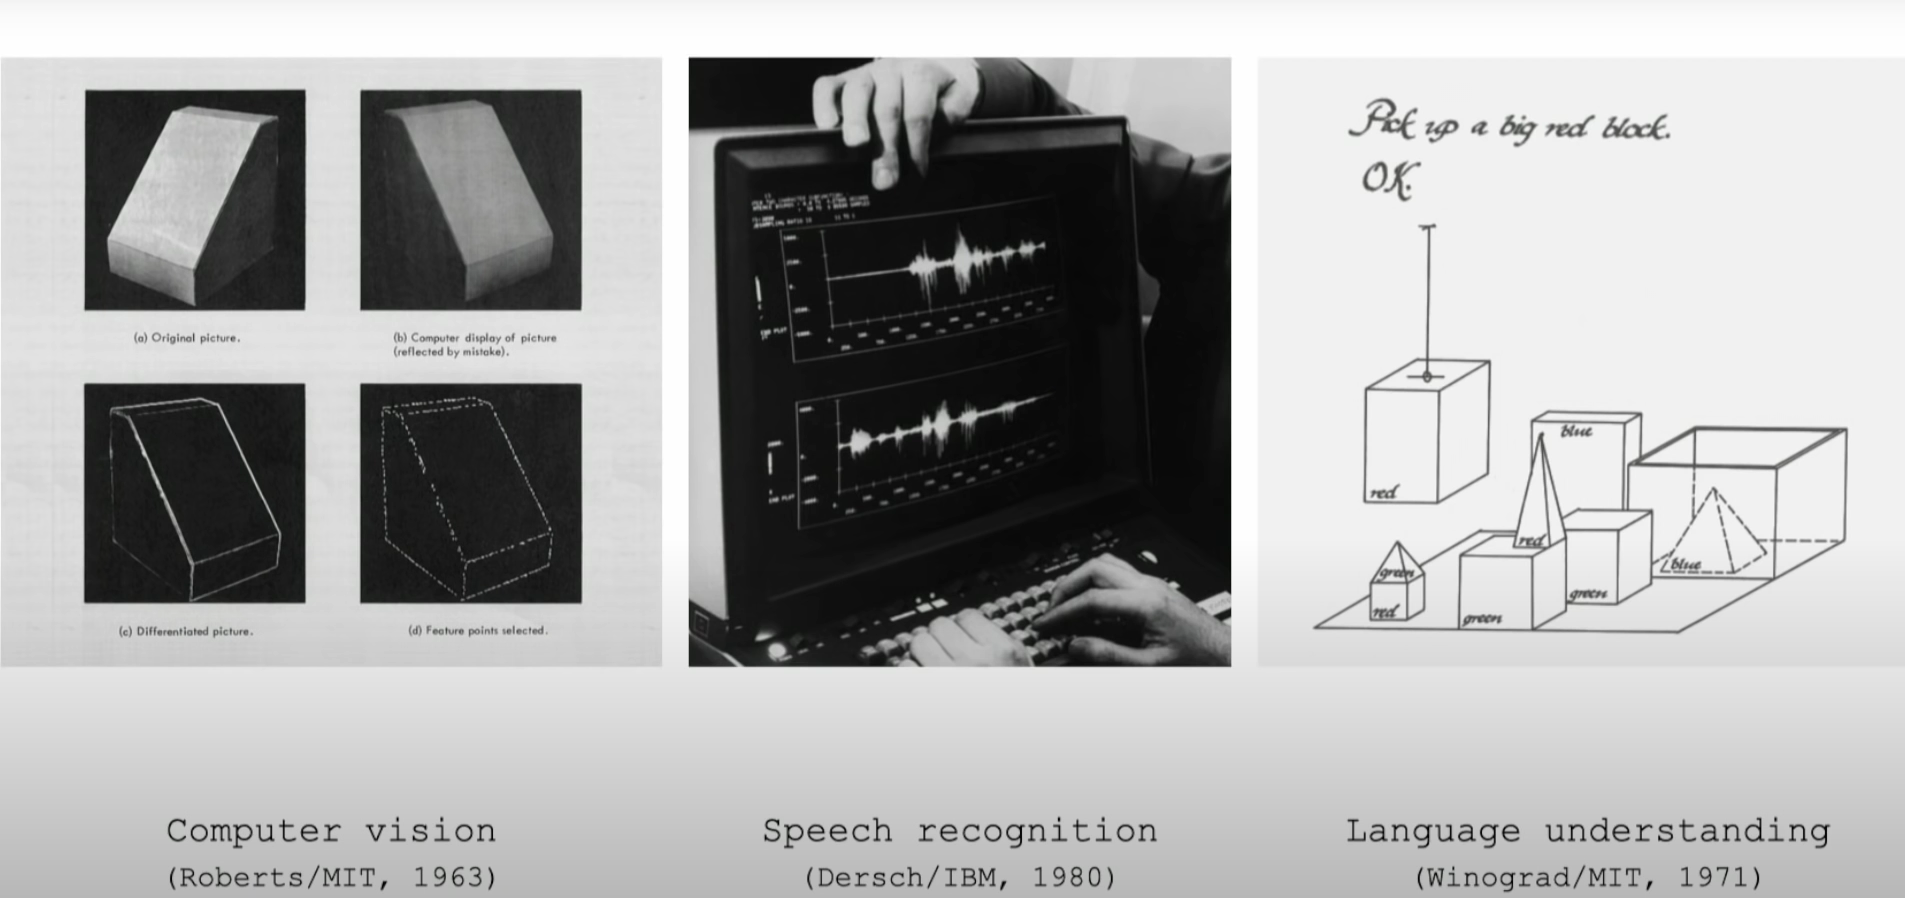 (a) Original picture.
(b) Computer display of picture
(reflected by mistake).
(c) Differentiated picture.
(d) Feature points selected.
Pick up a big red block.
OK.
red
blue
red
green
red
green
green
blue
Computer vision
(Roberts/MIT, 1963)
Speech recognition
(Dersch/IBM, 1980)
Language understanding
(Winograd/MIT, 1971)